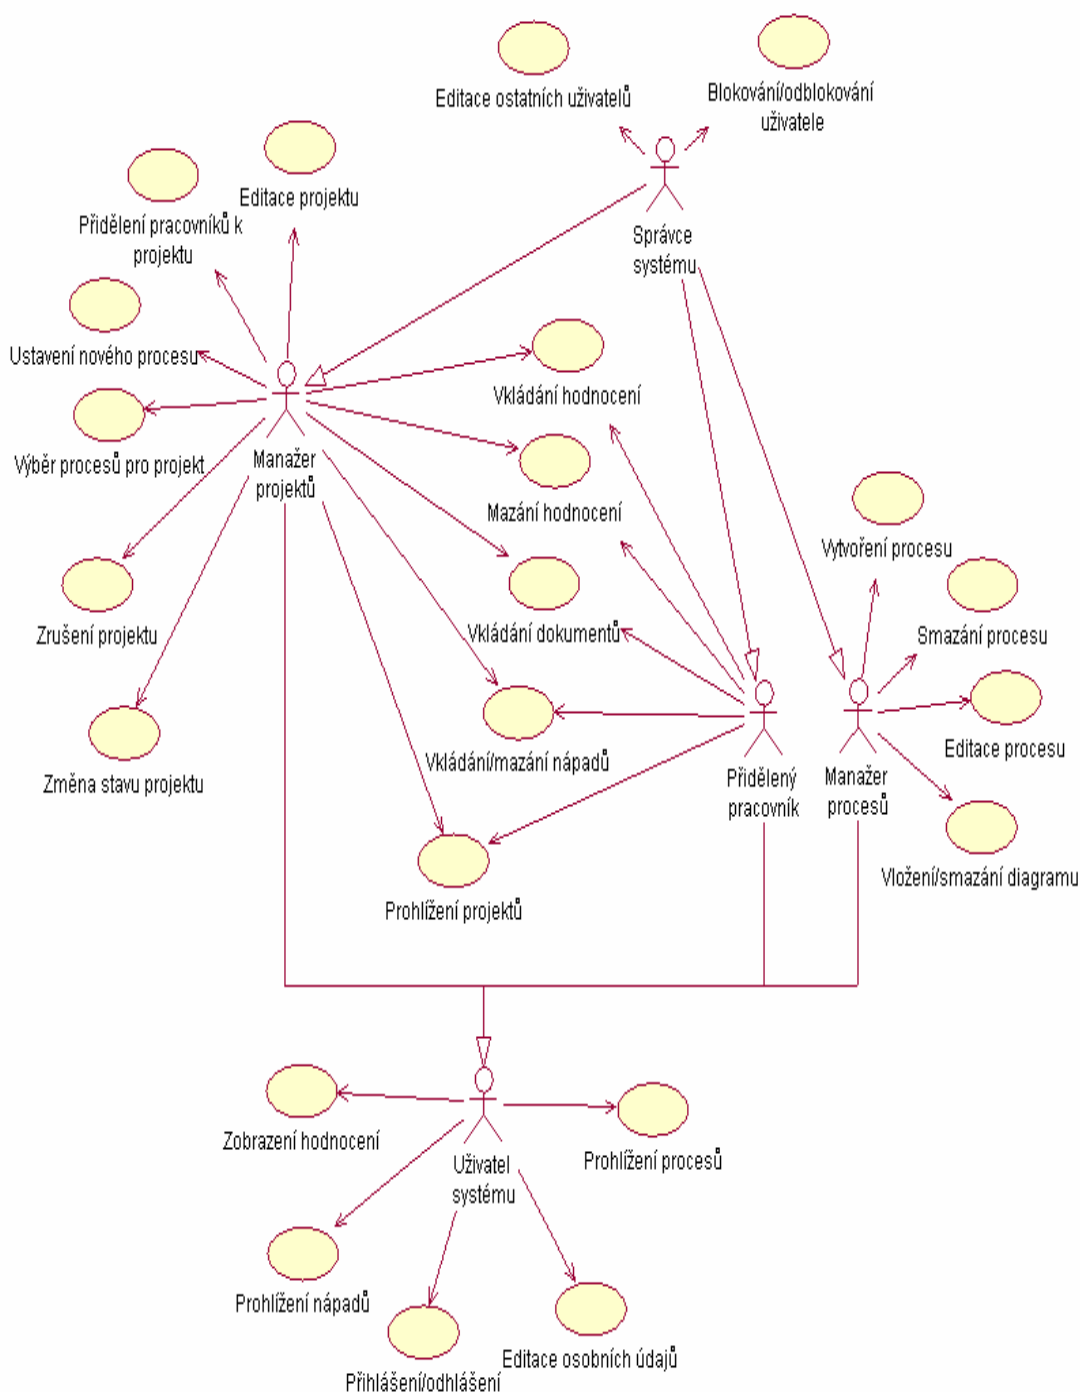 Editace ostatních uživatelů
Blokování/odblokování
uživatele
Editace projektu
Přidělení pracovníků k
projektu
Správce
systému
Ustavení nového procesu
Vkládání hodnocení
Výběr procesů pro projekt
Manažer
projektů
Mazání hodnocení
Vytvoření procesu
Zrušení projektu
Vkládání dokumentů
Smazání procesu
Změna stavu projektu
Vkládání/mazání nápadů
Přidělený
pracovník
Manažer
procesů
Editace procesu
Vložení/smazání diagramu
Prohlížení projektů
Zobrazení hodnocení
Uživatel
systému
Prohlížení procesů
Prohlížení nápadů
Editace osobních údajů
Přihlášení/odhlášení